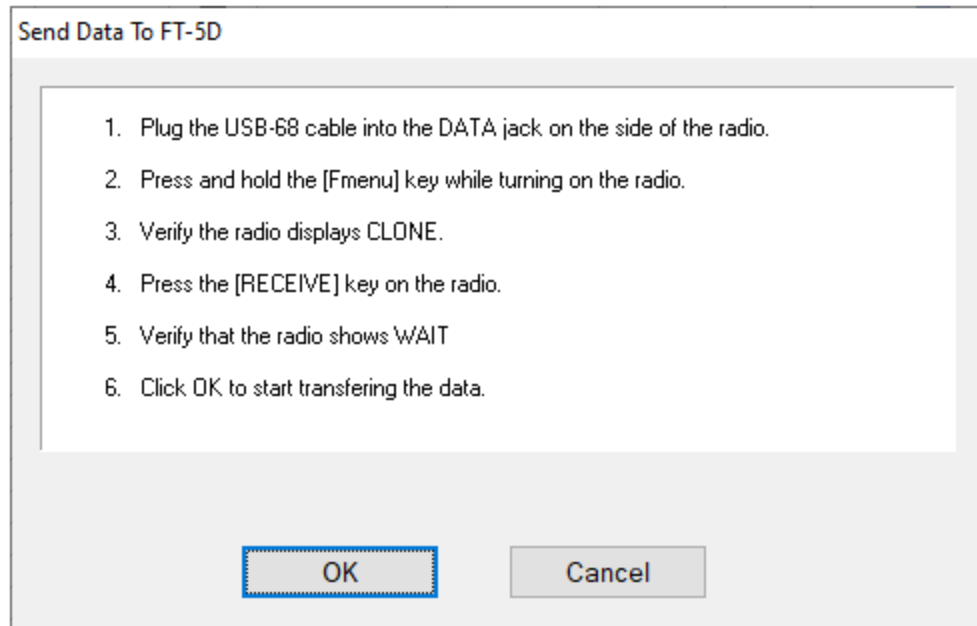 Send Data To FT-5D
1. Plug the USB-68 cable into the DATA jack on the side of the radio.
2. Press and hold the [Fmenu] key while turning on the radio.
3. Verify the radio displays CLONE.
4. Press the [RECEIVE] key on the radio.
5. Verify that the radio shows WAIT
6. Click OK to start transfering the data.
OK Cancel